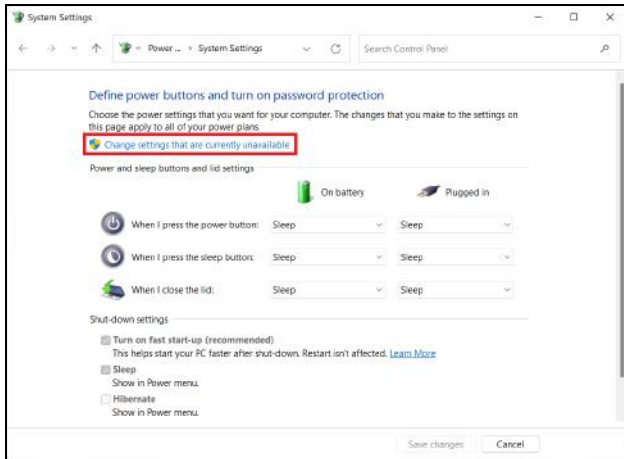 System Settings
« Power ... › System Settings
Search Control Panel
Define power buttons and turn on password protection
Choose the power settings that you want for your computer. The changes that you make to the settings on
this page apply to all of your power plans.
Change settings that are currently unavailable
Power and sleep buttons and lid settings
On battery Plugged in
When I press the power button: Sleep Sleep
When I press the sleep button: Sleep Sleep
When I close the lid: Sleep Sleep
Shut-down settings
Turn on fast start-up (recommended)
This helps start your PC faster after shut-down. Restart isn't affected. Learn More
Sleep
Show in Power menu.
Hibernate
Show in Power menu.
Save changes Cancel